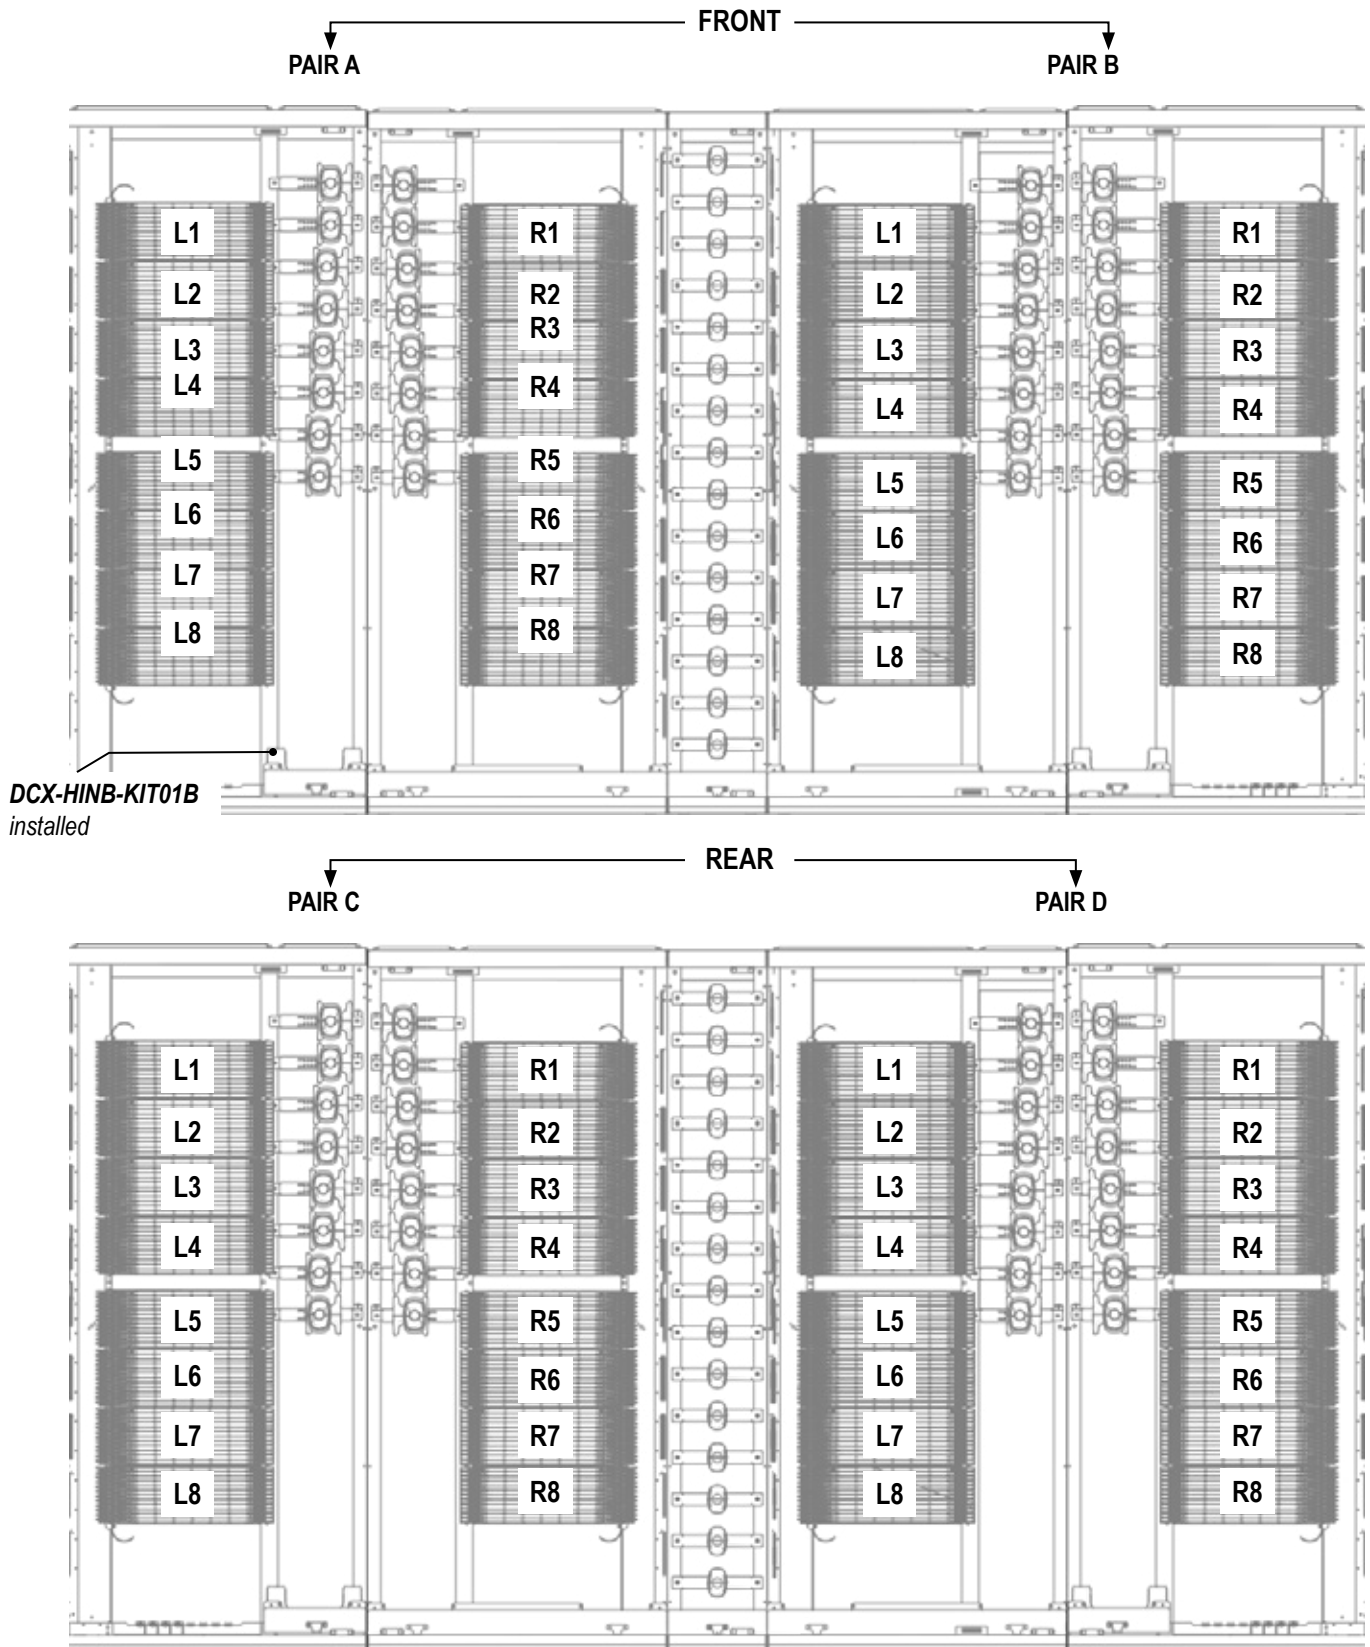 FRONT
PAIR A PAIR B
L1 R1 L1 R1
L2 R2 L2 R2
L3 R3 L3 R3
L4 R4 L4 R4
L5 R5 L5 R5
L6 R6 L6 R6
L7 R7 L7 R7
L8 R8 L8 R8
DCX-HINB-KIT01B
installed
REAR
PAIR C PAIR D
L1 R1 L1 R1
L2 R2 L2 R2
L3 R3 L3 R3
L4 R4 L4 R4
L5 R5 L5 R5
L6 R6 L6 R6
L7 R7 L7 R7
L8 R8 L8 R8